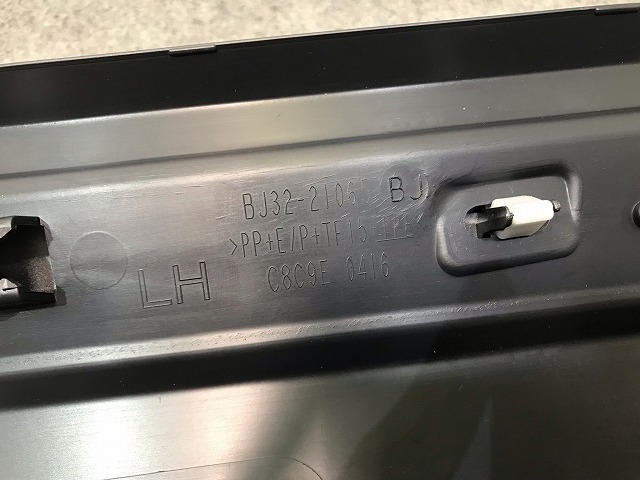 BJ32-2106 BJ
>PP+E/P+TF15
C8C9E 0416
LH